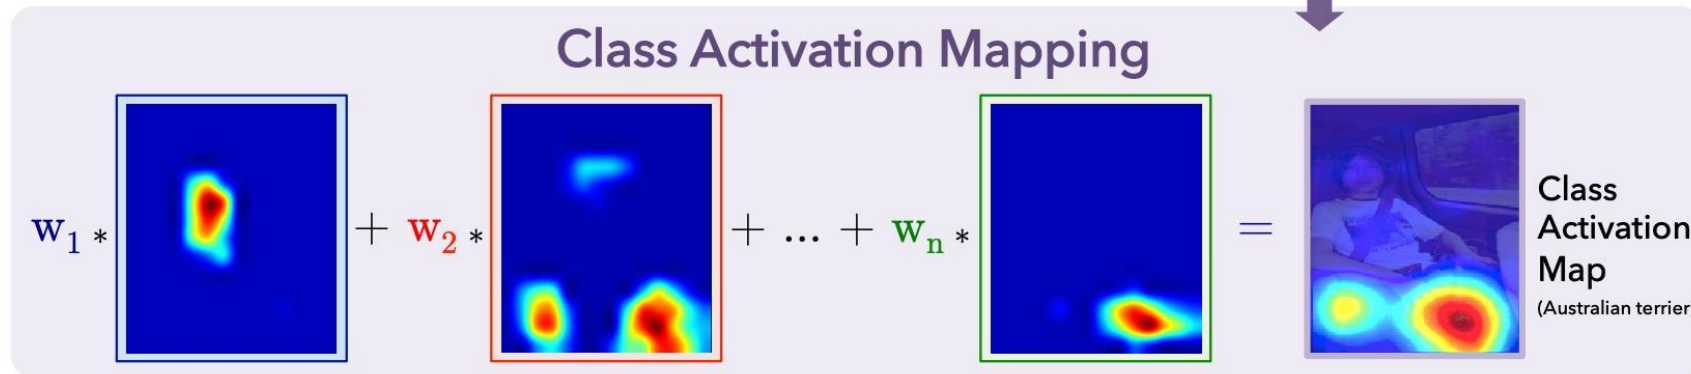 Class Activation Mapping
w1 * + w2 * + ... + wn * =
Class
Activation
Map
(Australian terrier